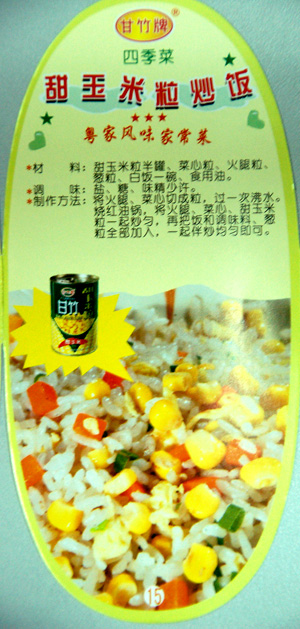 甘竹牌
四季菜
甜玉米粒炒饭
★★★
粤家风味家常菜
•材　料：甜玉米粒半罐、菜心粒、火腿粒、
葱粒、白饭一碗、食用油。
•调　味：盐、糖、味精少许。
•制作方法：将火腿、菜心切成粒，过一次沸水。
烧红油锅，将火腿、菜心、甜玉米
粒一起炒匀，再把饭和调味料、葱
粒全部加入，一起拌炒均匀即可。
甘竹
15